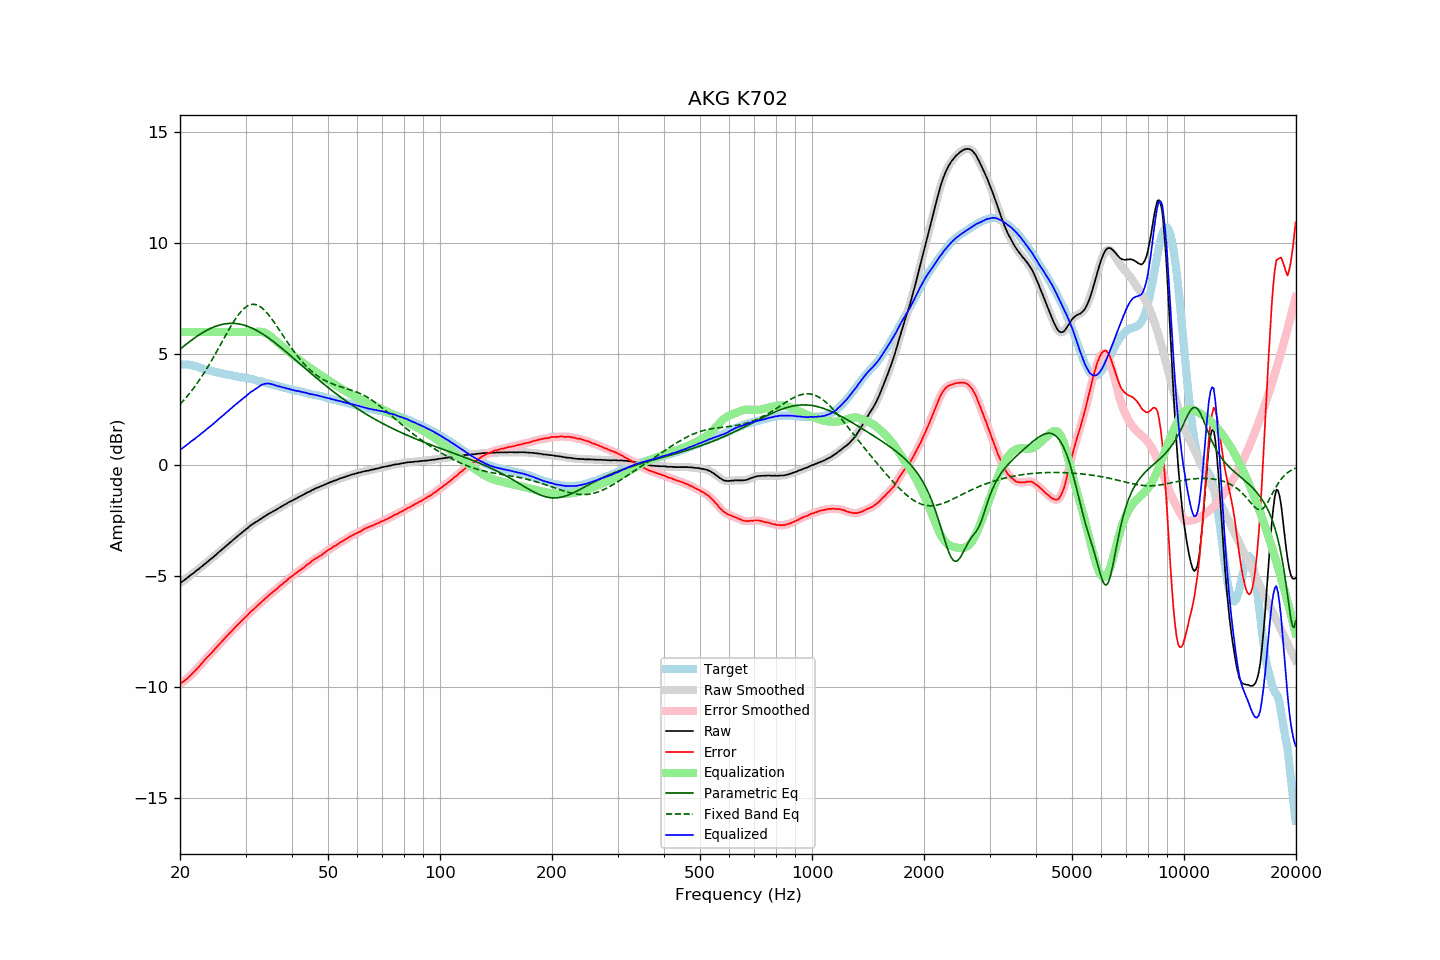 AKG K702
Amplitude (dBr)
15
10
5
0
−5
−10
−15
Target
Raw Smoothed
Error Smoothed
Raw
Error
Equalization
Parametric Eq
Fixed Band Eq
Equalized
20 50 100 200 500 1000 2000 5000 10000 20000
Frequency (Hz)